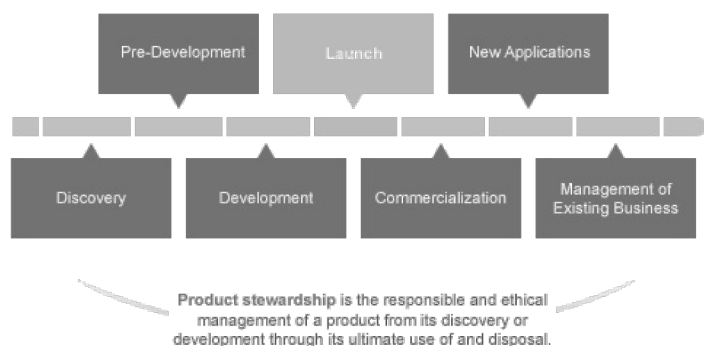 Pre-Development
Launch
New Applications
Discovery
Development
Commercialization
Management of
Existing Business
Product stewardship is the responsible and ethical
management of a product from its discovery or
development through its ultimate use of and disposal.